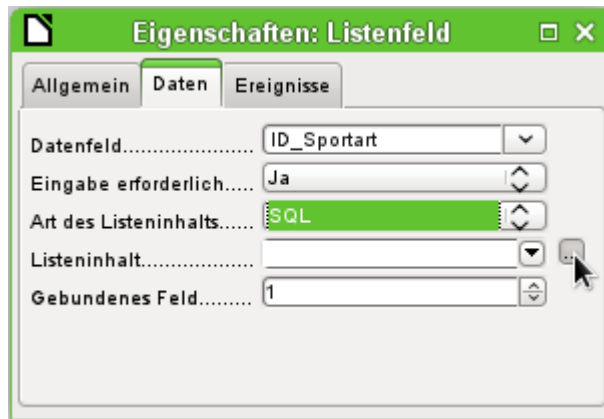 Eigenschaften: Listenfeld
Allgemein Daten Ereignisse
Datenfeld...................... ID_Sportart
Eingabe erforderlich..... Ja
Art des Listeninhalts...... SQL
Listeninhalt................... ...
Gebundenes Feld......... 1